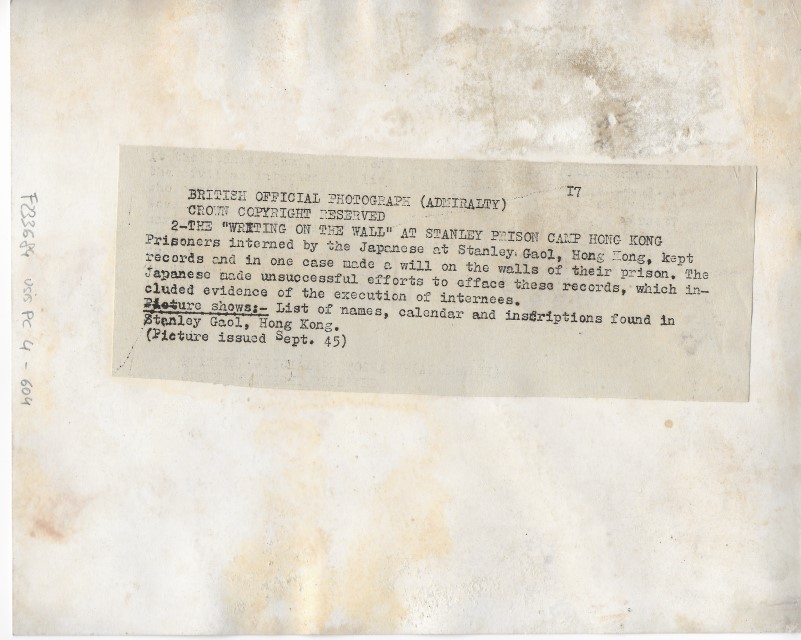 BRITISH OFFICIAL PHOTOGRAPH (ADMIRALTY) 17
CROWN COPYRIGHT RESERVED
2-THE "WRITING ON THE WALL" AT STANLEY PRISON CAMP HONG KONG
Prisoners interned by the Japanese at Stanley Gaol, Hong Kong, kept
records and in one case made a will on the walls of their prison. The
Japanese made unsuccessful efforts to efface these records, which in-
cluded evidence of the execution of internees.
Picture shows:- List of names, calendar and inscriptions found in
Stanley Gaol, Hong Kong.
(Picture issued Sept. 45)
PC 4 - 609